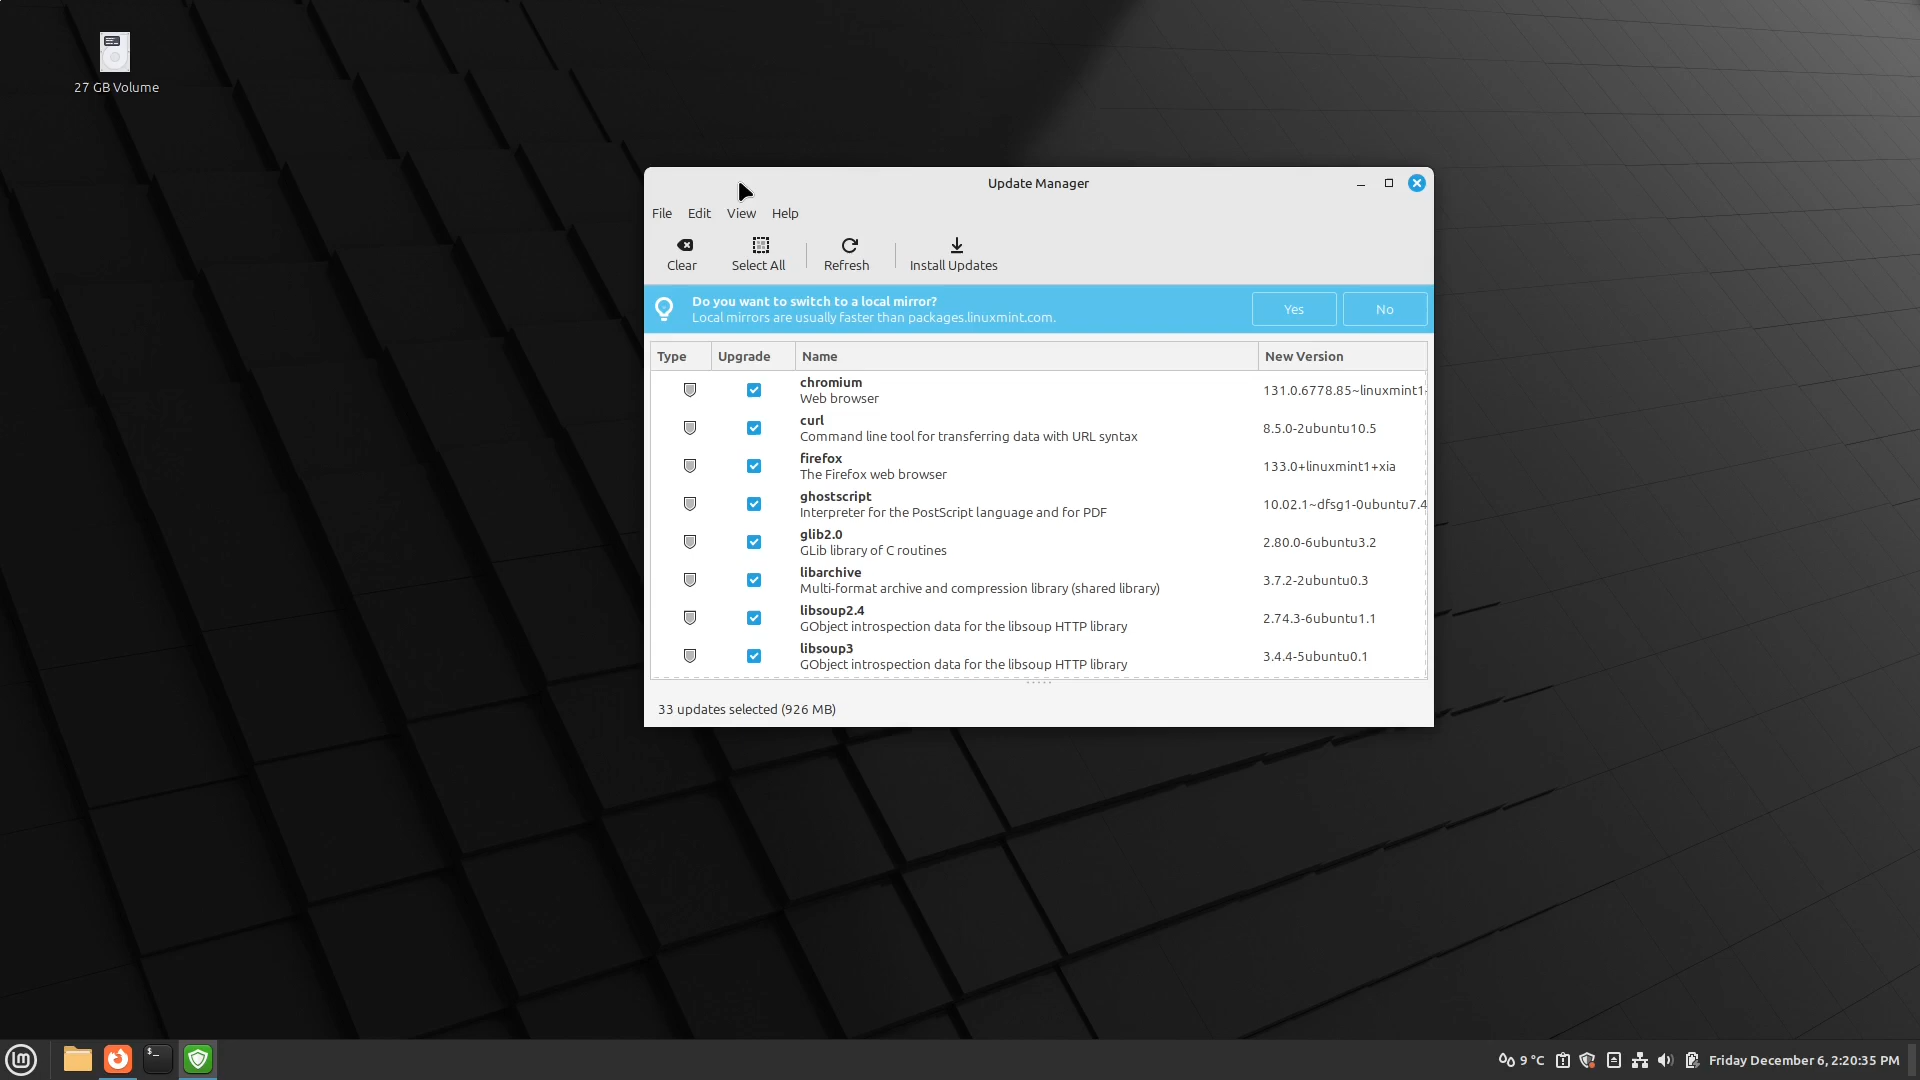 27 GB Volume
Update Manager
File Edit View Help
Clear Select All Refresh Install Updates
Do you want to switch to a local mirror?
Local mirrors are usually faster than packages.linuxmint.com.
Yes No
Type Upgrade Name New Version
chromium
Web browser
131.0.6778.85~linuxmint1
curl
Command line tool for transferring data with URL syntax
8.5.0-2ubuntu10.5
firefox
The Firefox web browser
133.0+linuxmint1+xia
ghostscript
Interpreter for the PostScript language and for PDF
10.02.1~dfsg1-0ubuntu7.4
glib2.0
GLib library of C routines
2.80.0-6ubuntu3.2
libarchive
Multi-format archive and compression library (shared library)
3.7.2-2ubuntu0.3
libsoup2.4
GObject introspection data for the libsoup HTTP library
2.74.3-6ubuntu1.1
libsoup3
GObject introspection data for the libsoup HTTP library
3.4.4-5ubuntu0.1
33 updates selected (926 MB)
9 °C Friday December 6, 2:20:35 PM